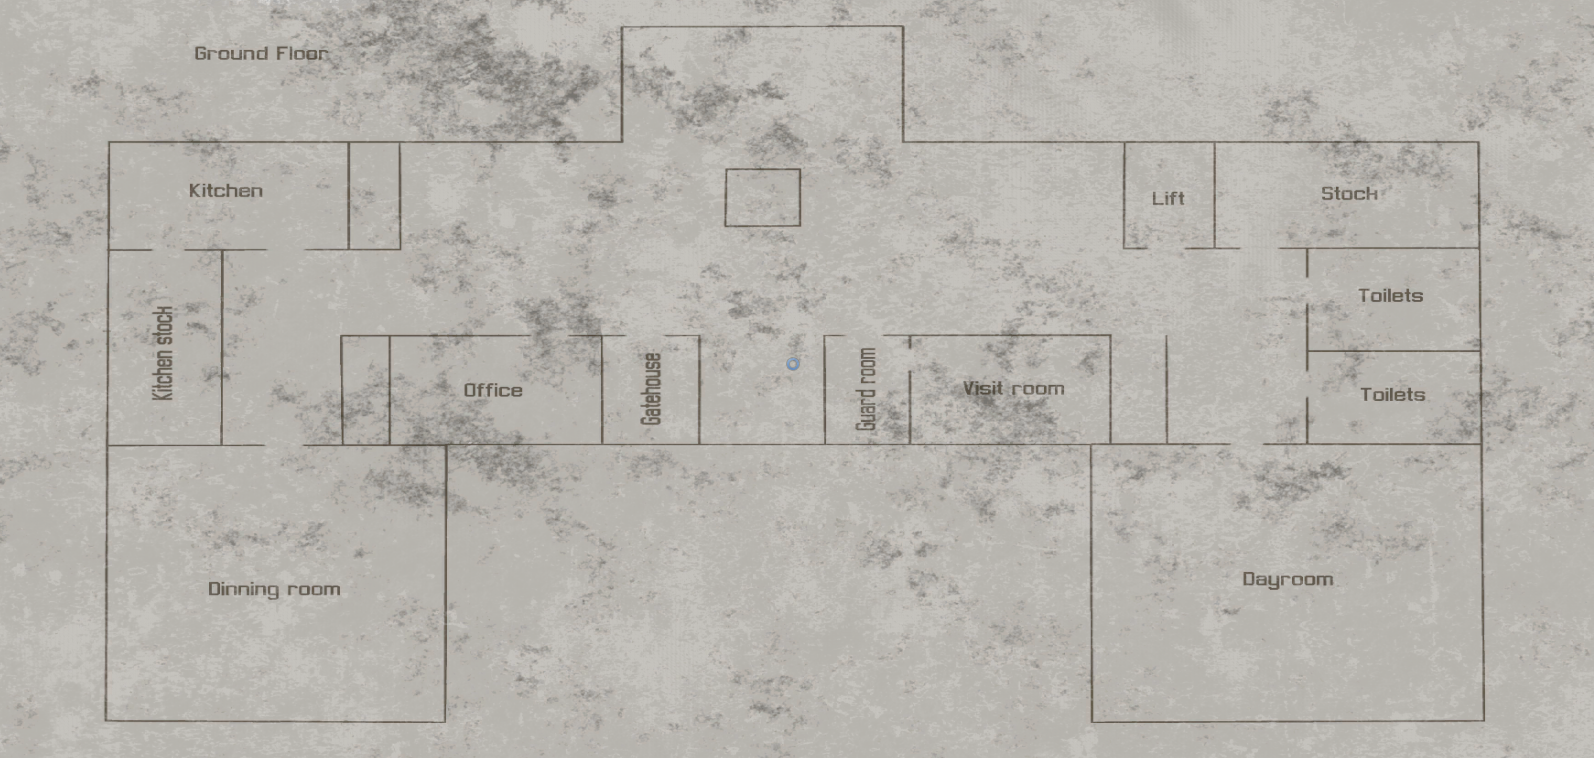 Ground Floor
Kitchen
Lift
Stock
Toilets
Kitchen stock
Office
Gatehouse
Guard room
Visit room
Toilets
Dinning room
Dayroom